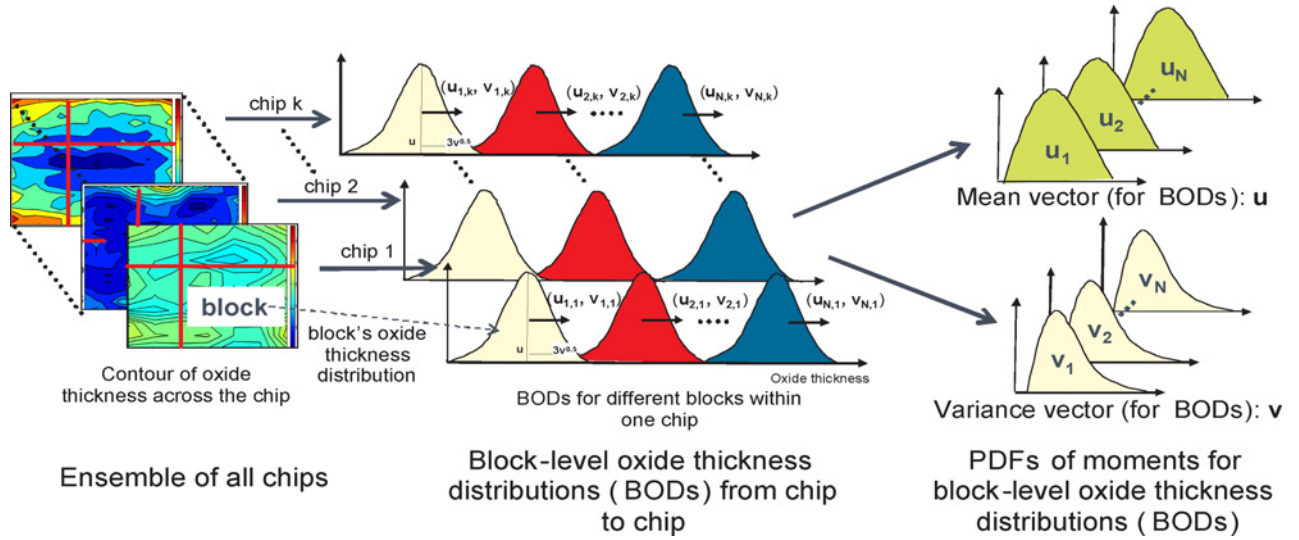 chip k
(u1,k, v1,k)
(u2,k, v2,k)
(uN,k, vN,k)
u
3v0.5
chip 2
chip 1
block
block's oxide
thickness
distribution
(u1,1, v1,1)
(u2,1, v2,1)
(uN,1, vN,1)
u
3v0.5
Oxide thickness
Contour of oxide
thickness across the chip
BODs for different blocks within
one chip
uN
u2
u1
Mean vector (for BODs): u
vN
v2
v1
Variance vector (for BODs): v
Ensemble of all chips
Block-level oxide thickness
distributions (BODs) from chip
to chip
PDFs of moments for
block-level oxide thickness
distributions (BODs)